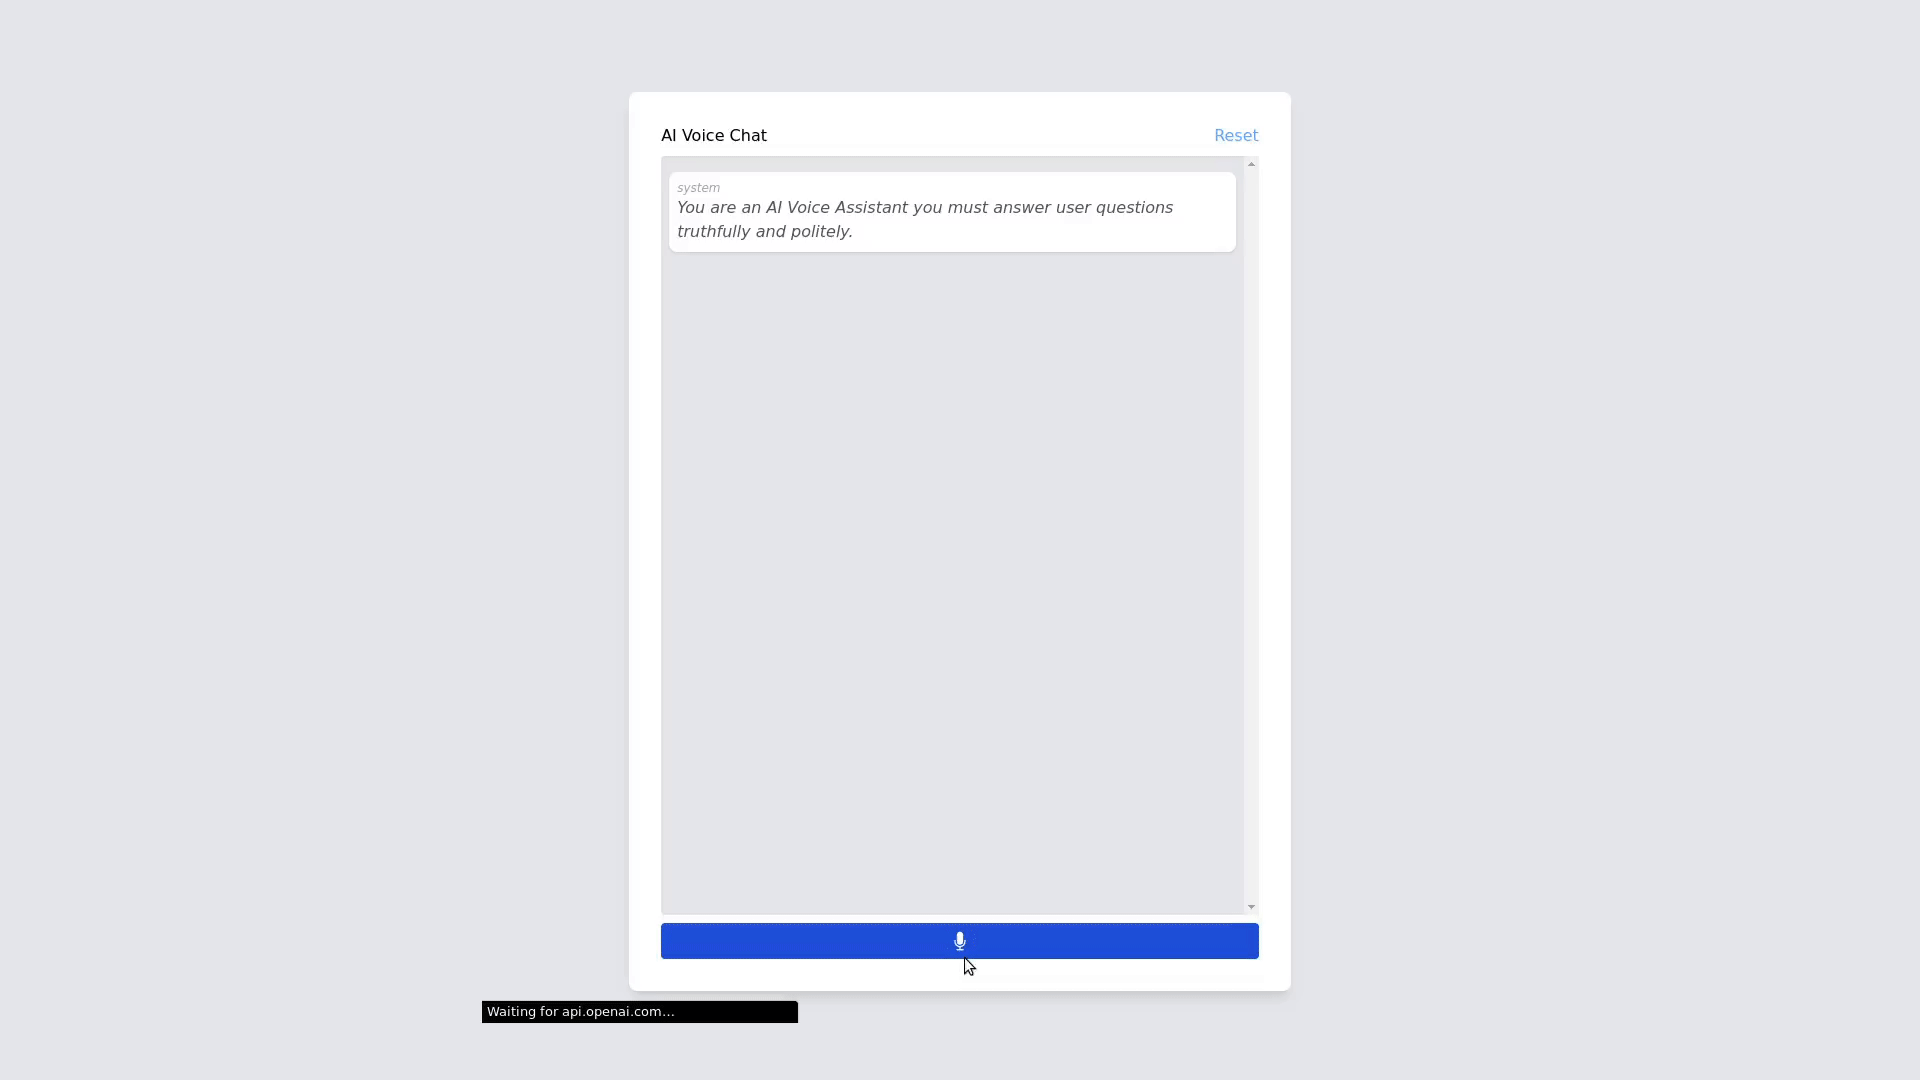 AI Voice Chat
Reset
system
You are an AI Voice Assistant you must answer user questions
truthfully and politely.
Waiting for api.openai.com...